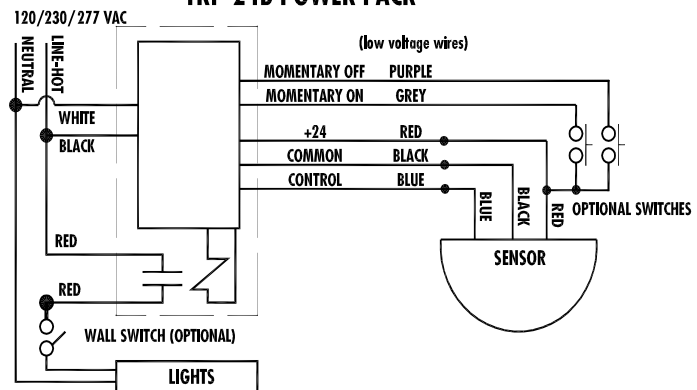 120/230/277 VAC
NEUTRAL
LINE-HOT
(low voltage wires)
MOMENTARY OFF PURPLE
MOMENTARY ON GREY
WHITE
+24 RED
BLACK
COMMON BLACK
CONTROL BLUE
BLUE
BLACK
RED
OPTIONAL SWITCHES
RED
SENSOR
RED
WALL SWITCH (OPTIONAL)
LIGHTS